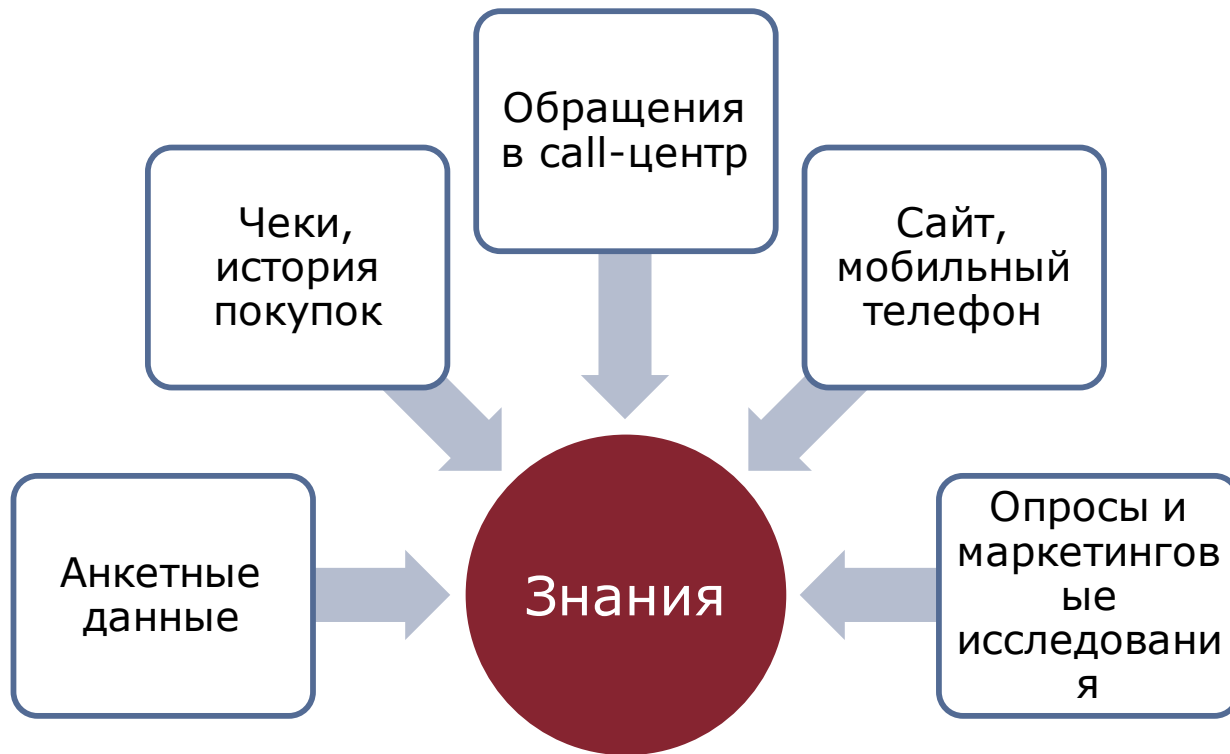 Обращения
в call-центр
Чеки,
история
покупок
Сайт,
мобильный
телефон
Анкетные
данные
Знания
Опросы и
маркетингов
ые
исследовани
я